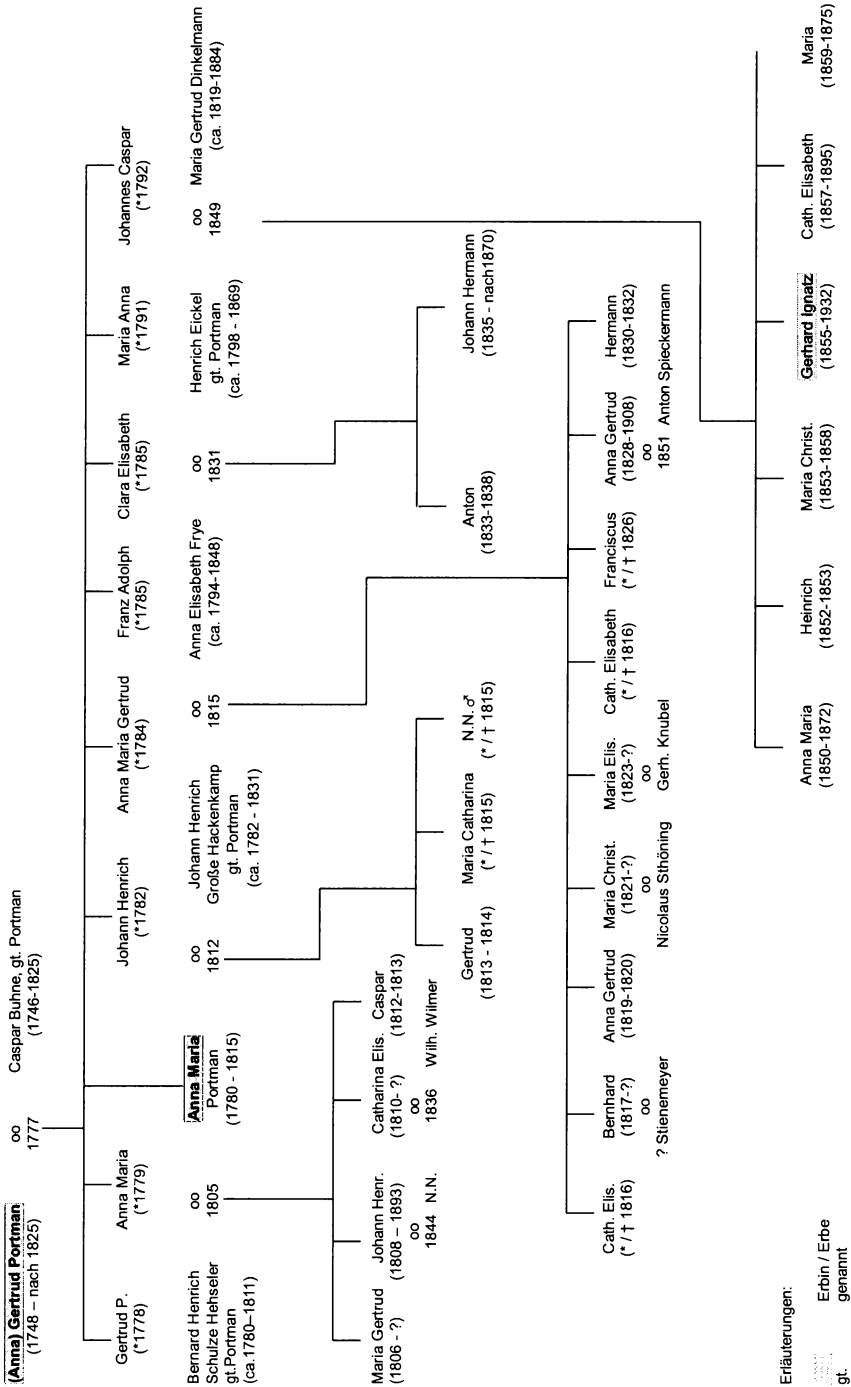 (Anna) Gertrud Portman
(1748 – nach 1825)
oo
1777
Caspar Buhne, gt. Portman
(1746-1825)
Gertrud P.
(*1778)
Anna Maria
(*1779)
Johann Henrich
(*1782)
Anna Maria Gertrud
(*1784)
Franz Adolph
(*1785)
Clara Elisabeth
(*1785)
Maria Anna
(*1791)
Johannes Caspar
(*1792)
Bernard Henrich
Schulze Hehseler
gt.Portman
(ca.1780–1811)
oo
1805
Anna Maria
Portman
(1780 - 1815)
oo
1812
Johann Henrich
Große Hackenkamp
gt. Portman
(ca. 1782 - 1831)
oo
1815
Anna Elisabeth Frye
(ca. 1794-1848)
oo
1831
Henrich Eickel
gt. Portman
(ca. 1798 - 1869)
oo
1849
Maria Gertrud Dinkelmann
(ca. 1819-1884)
Maria Gertrud
(1806 - ?)
Johann Henr.
(1808 – 1893)
oo
1844 N.N.
Catharina Elis.
(1810- ?)
oo
1836 Wilh. Wilmer
Caspar
(1812-1813)
Gertrud
(1813 - 1814)
Maria Catharina
(* / † 1815)
N.N. ♂
(* / † 1815)
Anton
(1833-1838)
Johann Hermann
(1835 - nach1870)
Cath. Elis.
(* / † 1816)
Bernhard
(1817-?)
oo
? Stienemeyer
Anna Gertrud
(1819-1820)
Maria Christ.
(1821-?)
oo
Nicolaus Sthöning
Maria Elis.
(1823-?)
oo
Gerh. Knubel
Cath. Elisabeth
(* / † 1816)
Franciscus
(* / † 1826)
Anna Gertrud
(1828-1908)
oo
1851 Anton Spieckermann
Hermann
(1830-1832)
Anna Maria
(1850-1872)
Heinrich
(1852-1853)
Maria Christ.
(1853-1858)
Gerhard Ignatz
(1855-1932)
Cath. Elisabeth
(1857-1895)
Maria
(1859-1875)
Erläuterungen:
Erbin / Erbe
gt. genannt